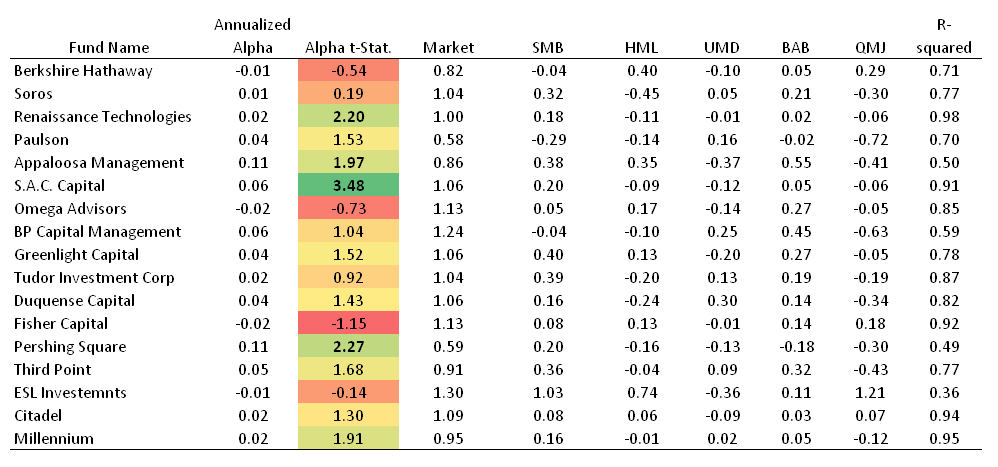 Annualized R-
Fund Name Alpha Alpha t-Stat. Market SMB HML UMD BAB QMJ squared
Berkshire Hathaway -0.01 -0.54 0.82 -0.04 0.40 -0.10 0.05 0.29 0.71
Soros 0.01 0.19 1.04 0.32 -0.45 0.05 0.21 -0.30 0.77
Renaissance Technologies 0.02 2.20 1.00 0.18 -0.11 -0.01 0.02 -0.06 0.98
Paulson 0.04 1.53 0.58 -0.29 -0.14 0.16 -0.02 -0.72 0.70
Appaloosa Management 0.11 1.97 0.86 0.38 0.35 -0.37 0.55 -0.41 0.50
S.A.C. Capital 0.06 3.48 1.06 0.20 -0.09 -0.12 0.05 -0.06 0.91
Omega Advisors -0.02 -0.73 1.13 0.05 0.17 -0.14 0.27 -0.05 0.85
BP Capital Management 0.06 1.04 1.24 -0.04 -0.10 0.25 0.45 -0.63 0.59
Greenlight Capital 0.04 1.52 1.06 0.40 0.13 -0.20 0.27 -0.05 0.78
Tudor Investment Corp 0.02 0.92 1.04 0.39 -0.20 0.13 0.19 -0.19 0.87
Duquense Capital 0.04 1.43 1.06 0.16 -0.24 0.30 0.14 -0.34 0.82
Fisher Capital -0.02 -1.15 1.13 0.08 0.13 -0.01 0.14 0.18 0.92
Pershing Square 0.11 2.27 0.59 0.20 -0.16 -0.13 -0.18 -0.30 0.49
Third Point 0.05 1.68 0.91 0.36 -0.04 0.09 0.32 -0.43 0.77
ESL Investemnts -0.01 -0.14 1.30 1.03 0.74 -0.36 0.11 1.21 0.36
Citadel 0.02 1.30 1.09 0.08 0.06 -0.09 0.03 0.07 0.94
Millennium 0.02 1.91 0.95 0.16 -0.01 0.02 0.05 -0.12 0.95